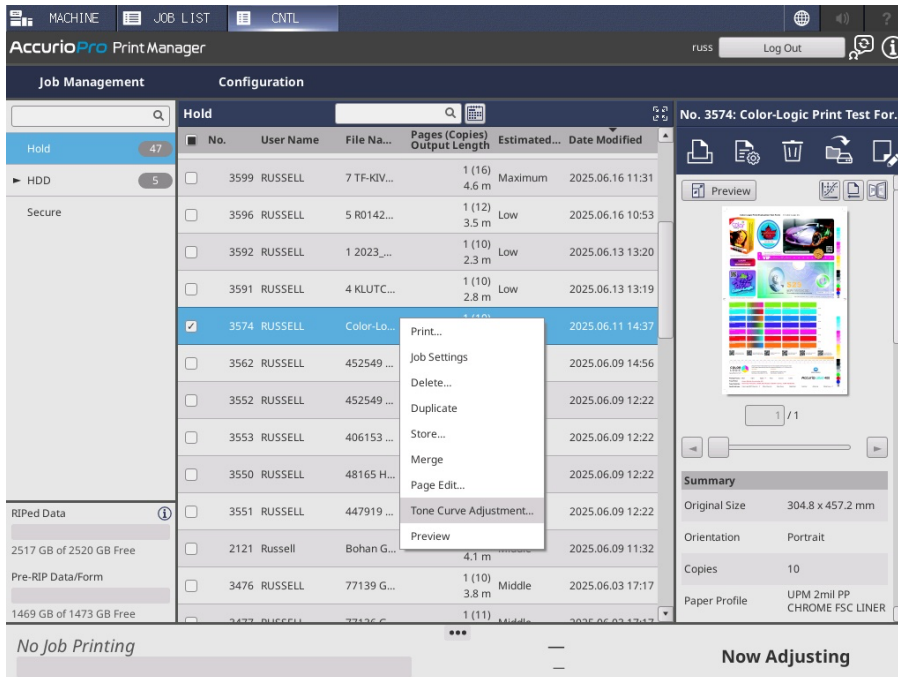 MACHINE JOB LIST CNTL
AccurioPro Print Manager russ Log Out
Job Management Configuration
Hold
No. 3574: Color-Logic Print Test For.
No. User Name File Na... Pages (Copies) Output Length Estimated... Date Modified
Hold 47
HDD 5
Secure
3599 RUSSELL 7 TF-KIV... 1 (16) 4.6 m Maximum 2025.06.16 11:31
3596 RUSSELL 5 R0142... 1 (12) 3.5 m Low 2025.06.16 10:53
3592 RUSSELL 1 2023_... 1 (10) 2.3 m Low 2025.06.13 13:20
3591 RUSSELL 4 KLUTC... 1 (10) 2.8 m Low 2025.06.13 13:19
3574 RUSSELL Color-Lo... 2025.06.11 14:37
3562 RUSSELL 452549 ... 2025.06.09 14:56
3552 RUSSELL 452549 ... 2025.06.09 12:22
3553 RUSSELL 406153 ... 2025.06.09 12:22
3550 RUSSELL 48165 H... 2025.06.09 12:22
3551 RUSSELL 447919 ... 2025.06.09 12:22
2121 Russell Bohan G... 4.1 m 2025.06.09 11:32
3476 RUSSELL 77139 G... 1 (10) 3.8 m Middle 2025.06.03 17:17
1 (11)
Print...
Job Settings
Delete...
Duplicate
Store...
Merge
Page Edit...
Tone Curve Adjustment...
Preview
RIPed Data
2517 GB of 2520 GB Free
Pre-RIP Data/Form
1469 GB of 1473 GB Free
Preview
1 / 1
Summary
Original Size 304.8 x 457.2 mm
Orientation Portrait
Copies 10
Paper Profile UPM 2mil PP
CHROME FSC LINER
No Job Printing
Now Adjusting